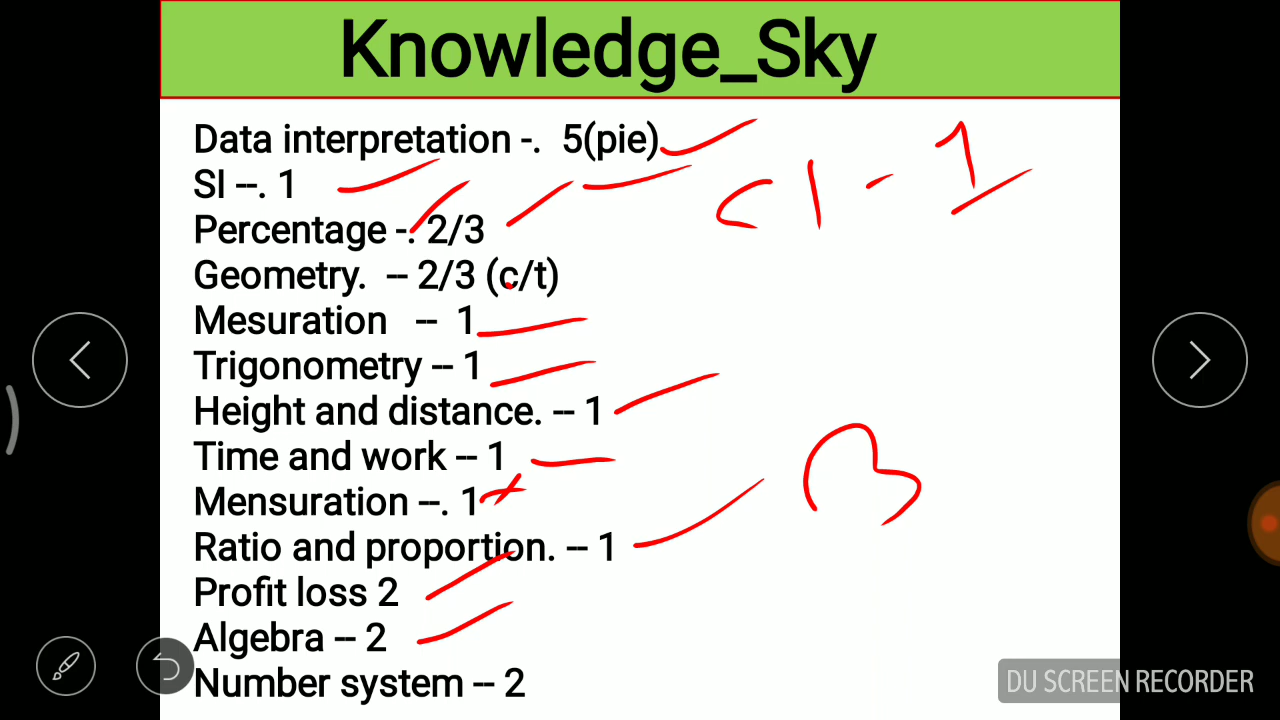 Knowledge_Sky
Data interpretation -.  5(pie)
SI --. 1
CI - 1
Percentage -. 2/3
Geometry.  -- 2/3 (c/t)
Mesuration   --  1
Trigonometry -- 1
Height and distance. -- 1
Time and work -- 1
Mensuration --. 1
Ratio and proportion. -- 1
Profit loss 2
Algebra -- 2
Number system -- 2
DU SCREEN RECORDER